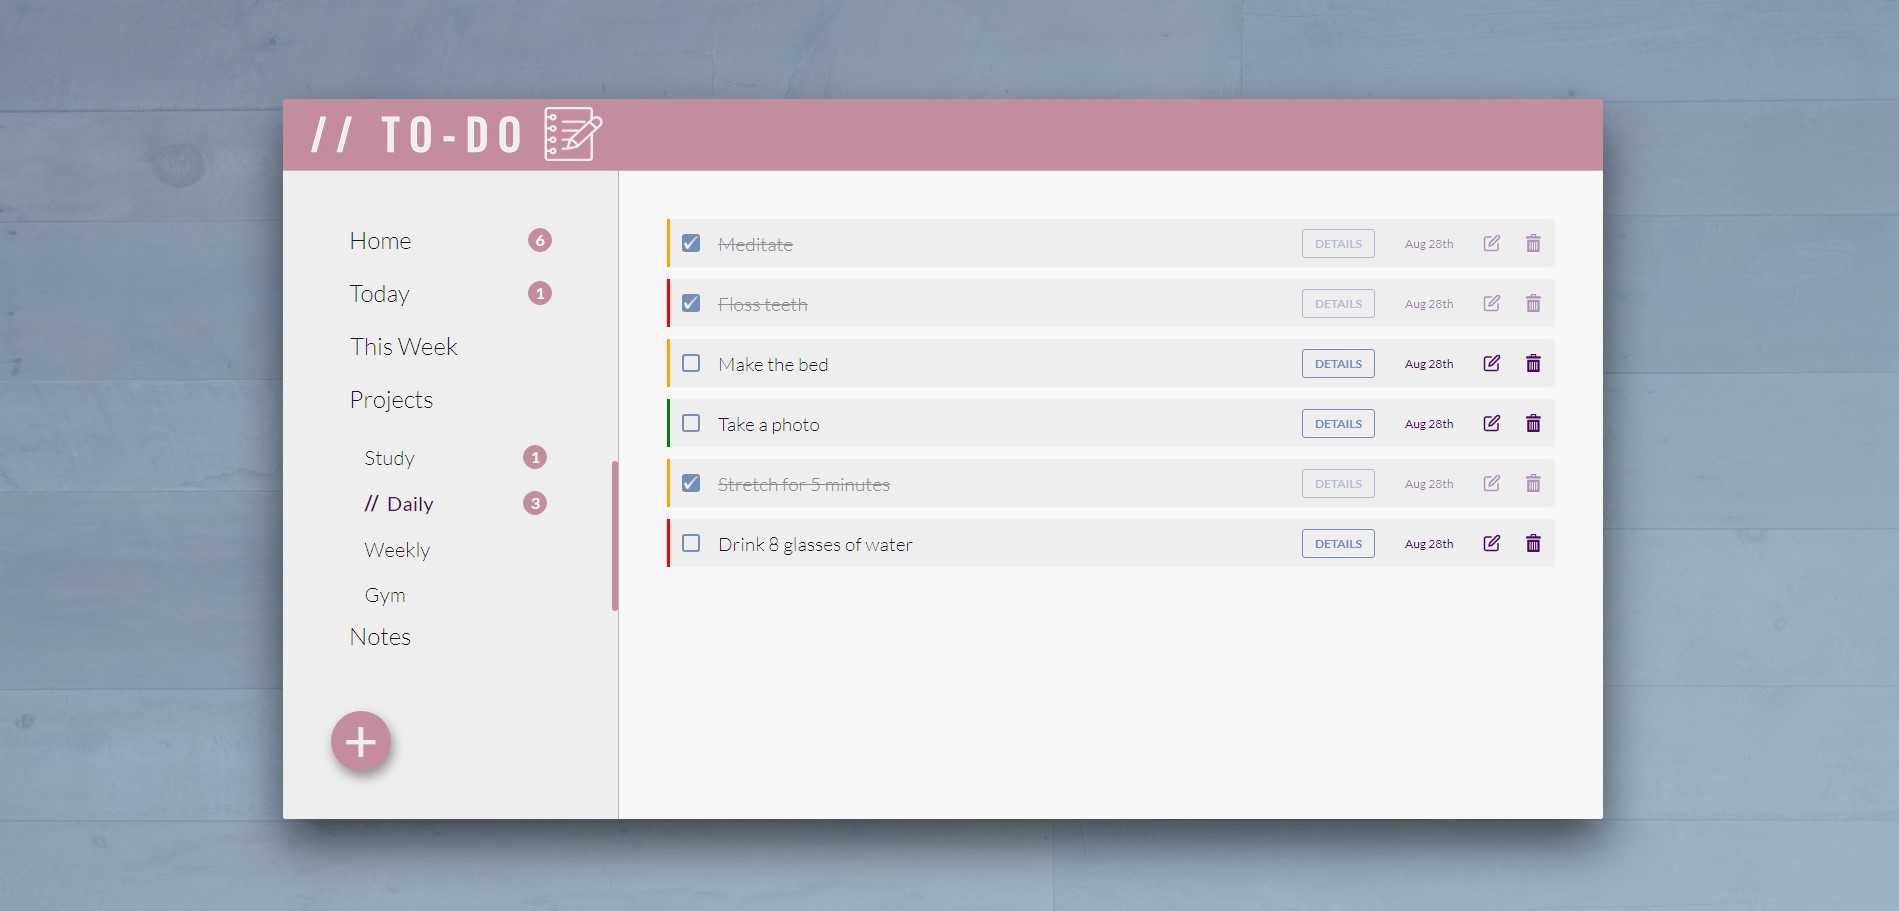 // TO-DO
Home 6
Today 1
This Week
Projects
Study 1
// Daily 3
Weekly
Gym
Notes
+
Meditate DETAILS Aug 28th
Floss teeth DETAILS Aug 28th
Make the bed DETAILS Aug 28th
Take a photo DETAILS Aug 28th
Stretch for 5 minutes DETAILS Aug 28th
Drink 8 glasses of water DETAILS Aug 28th